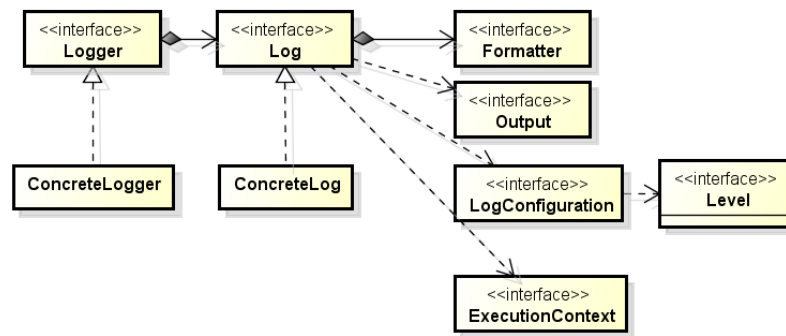 <<interface>>
Logger
<<interface>>
Log
<<interface>>
Formatter
<<interface>>
Output
ConcreteLogger
ConcreteLog
<<interface>>
LogConfiguration
<<interface>>
Level
<<interface>>
ExecutionContext